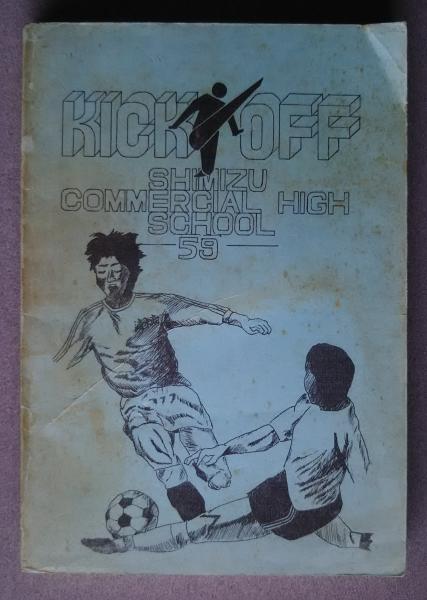 KICK OFF
SHIMIZU
COMMERCIAL HIGH
SCHOOL
59